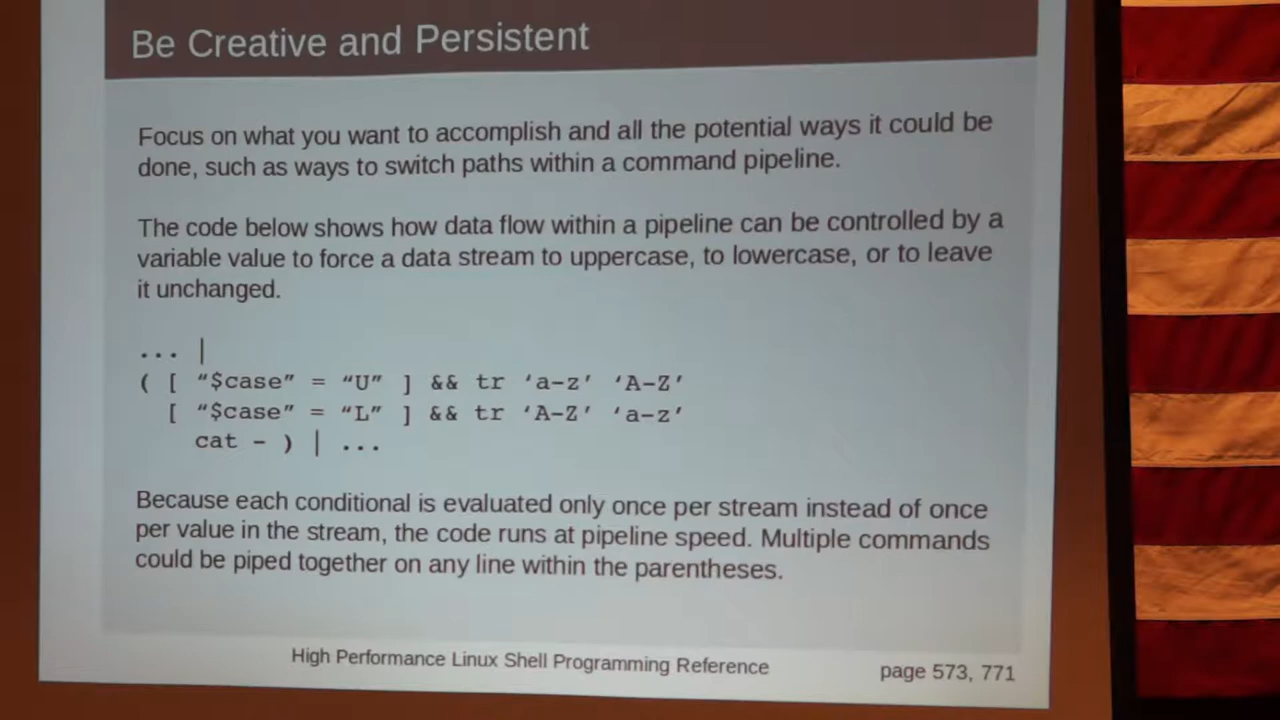 Be Creative and Persistent
Focus on what you want to accomplish and all the potential ways it could be
done, such as ways to switch paths within a command pipeline.
The code below shows how data flow within a pipeline can be controlled by a
variable value to force a data stream to uppercase, to lowercase, or to leave
it unchanged.
... |
( [ “$case” = “U” ] && tr ‘a-z’ ‘A-Z’
[ “$case” = “L” ] && tr ‘A-Z’ ‘a-z’
cat - ) | ...
Because each conditional is evaluated only once per stream instead of once
per value in the stream, the code runs at pipeline speed. Multiple commands
could be piped together on any line within the parentheses.
High Performance Linux Shell Programming Reference page 573, 771